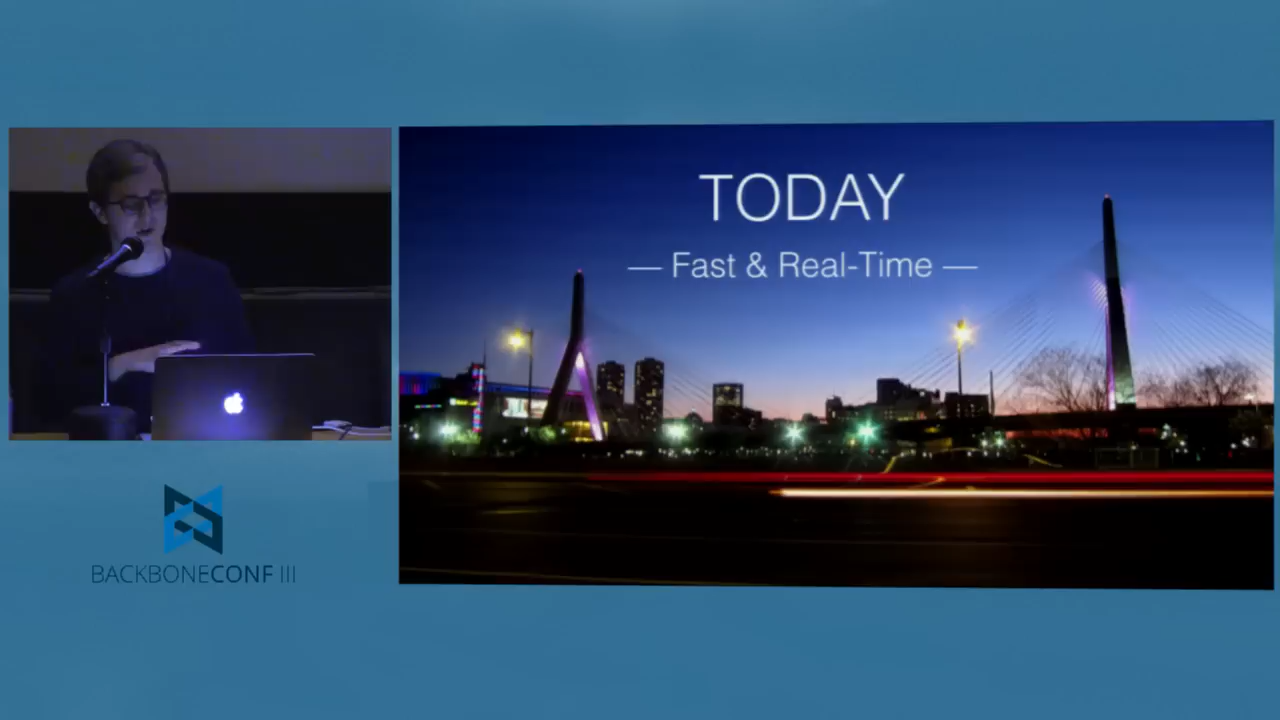 TODAY
— Fast & Real-Time —
BACKBONECONF III